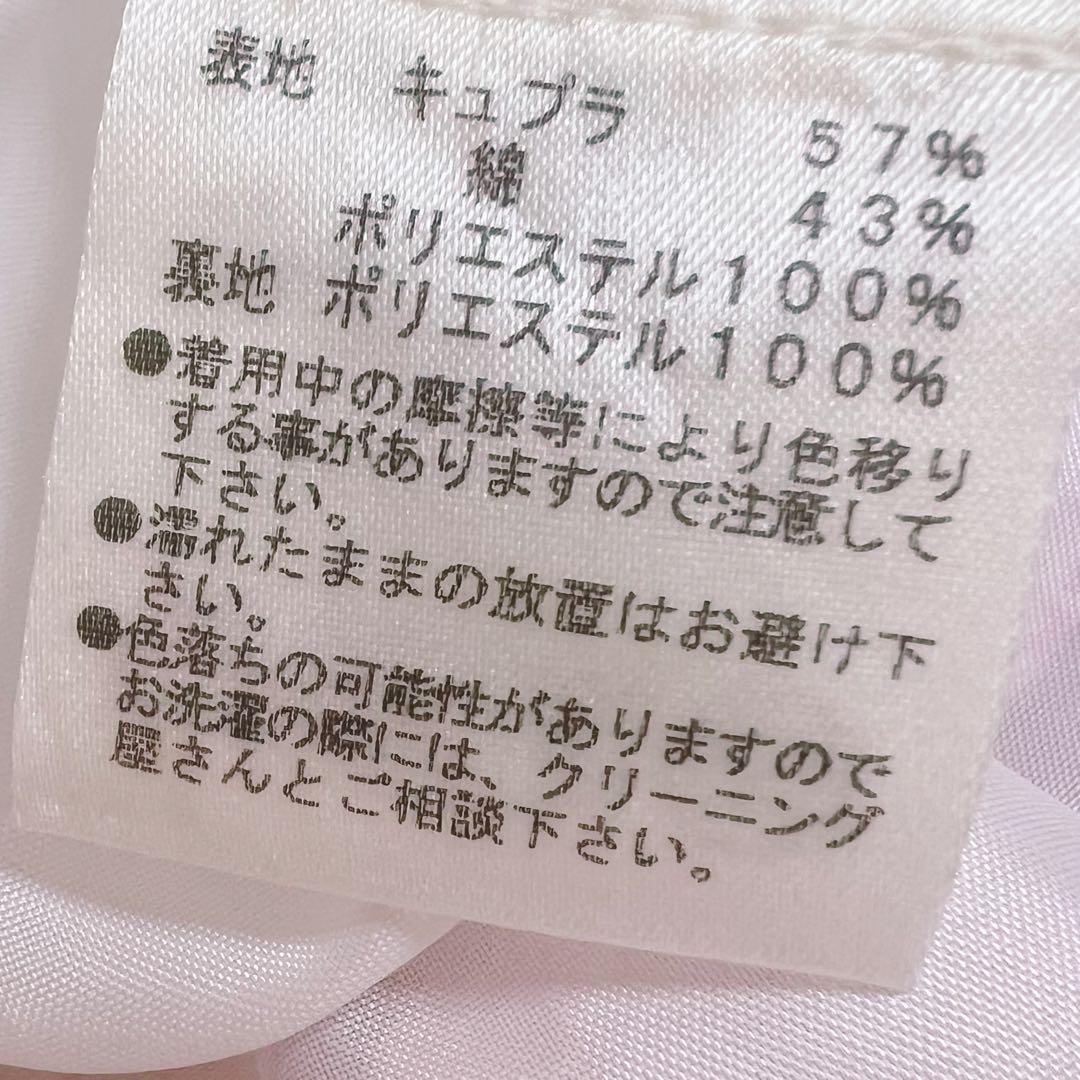 表地 キュプラ 57%
綿 43%
ポリエステル100%
裏地 ポリエステル100%
●着用中の摩擦等により色移り
する事がありますので注意して
下さい。
●濡れたままの放置はお避け下
さい。
●色落ちの可能性がありますので
お洗濯の際には、クリーニング
屋さんとご相談下さい。